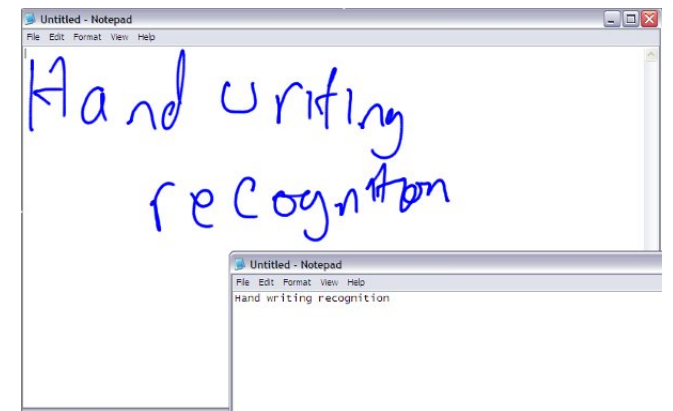 Untitled - Notepad
File Edit Format View Help
Hand writing
recognition
Untitled - Notepad
File Edit Format View Help
Hand writing recognition